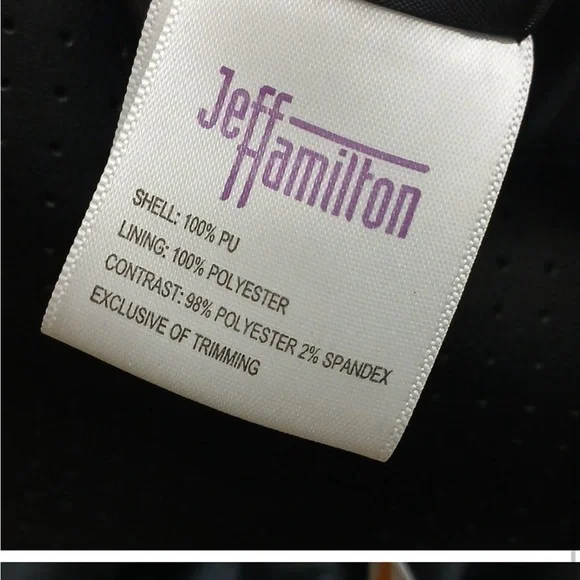 Jeff
Hamilton
SHELL: 100% PU
LINING: 100% POLYESTER
CONTRAST: 98% POLYESTER 2% SPANDEX
EXCLUSIVE OF TRIMMING